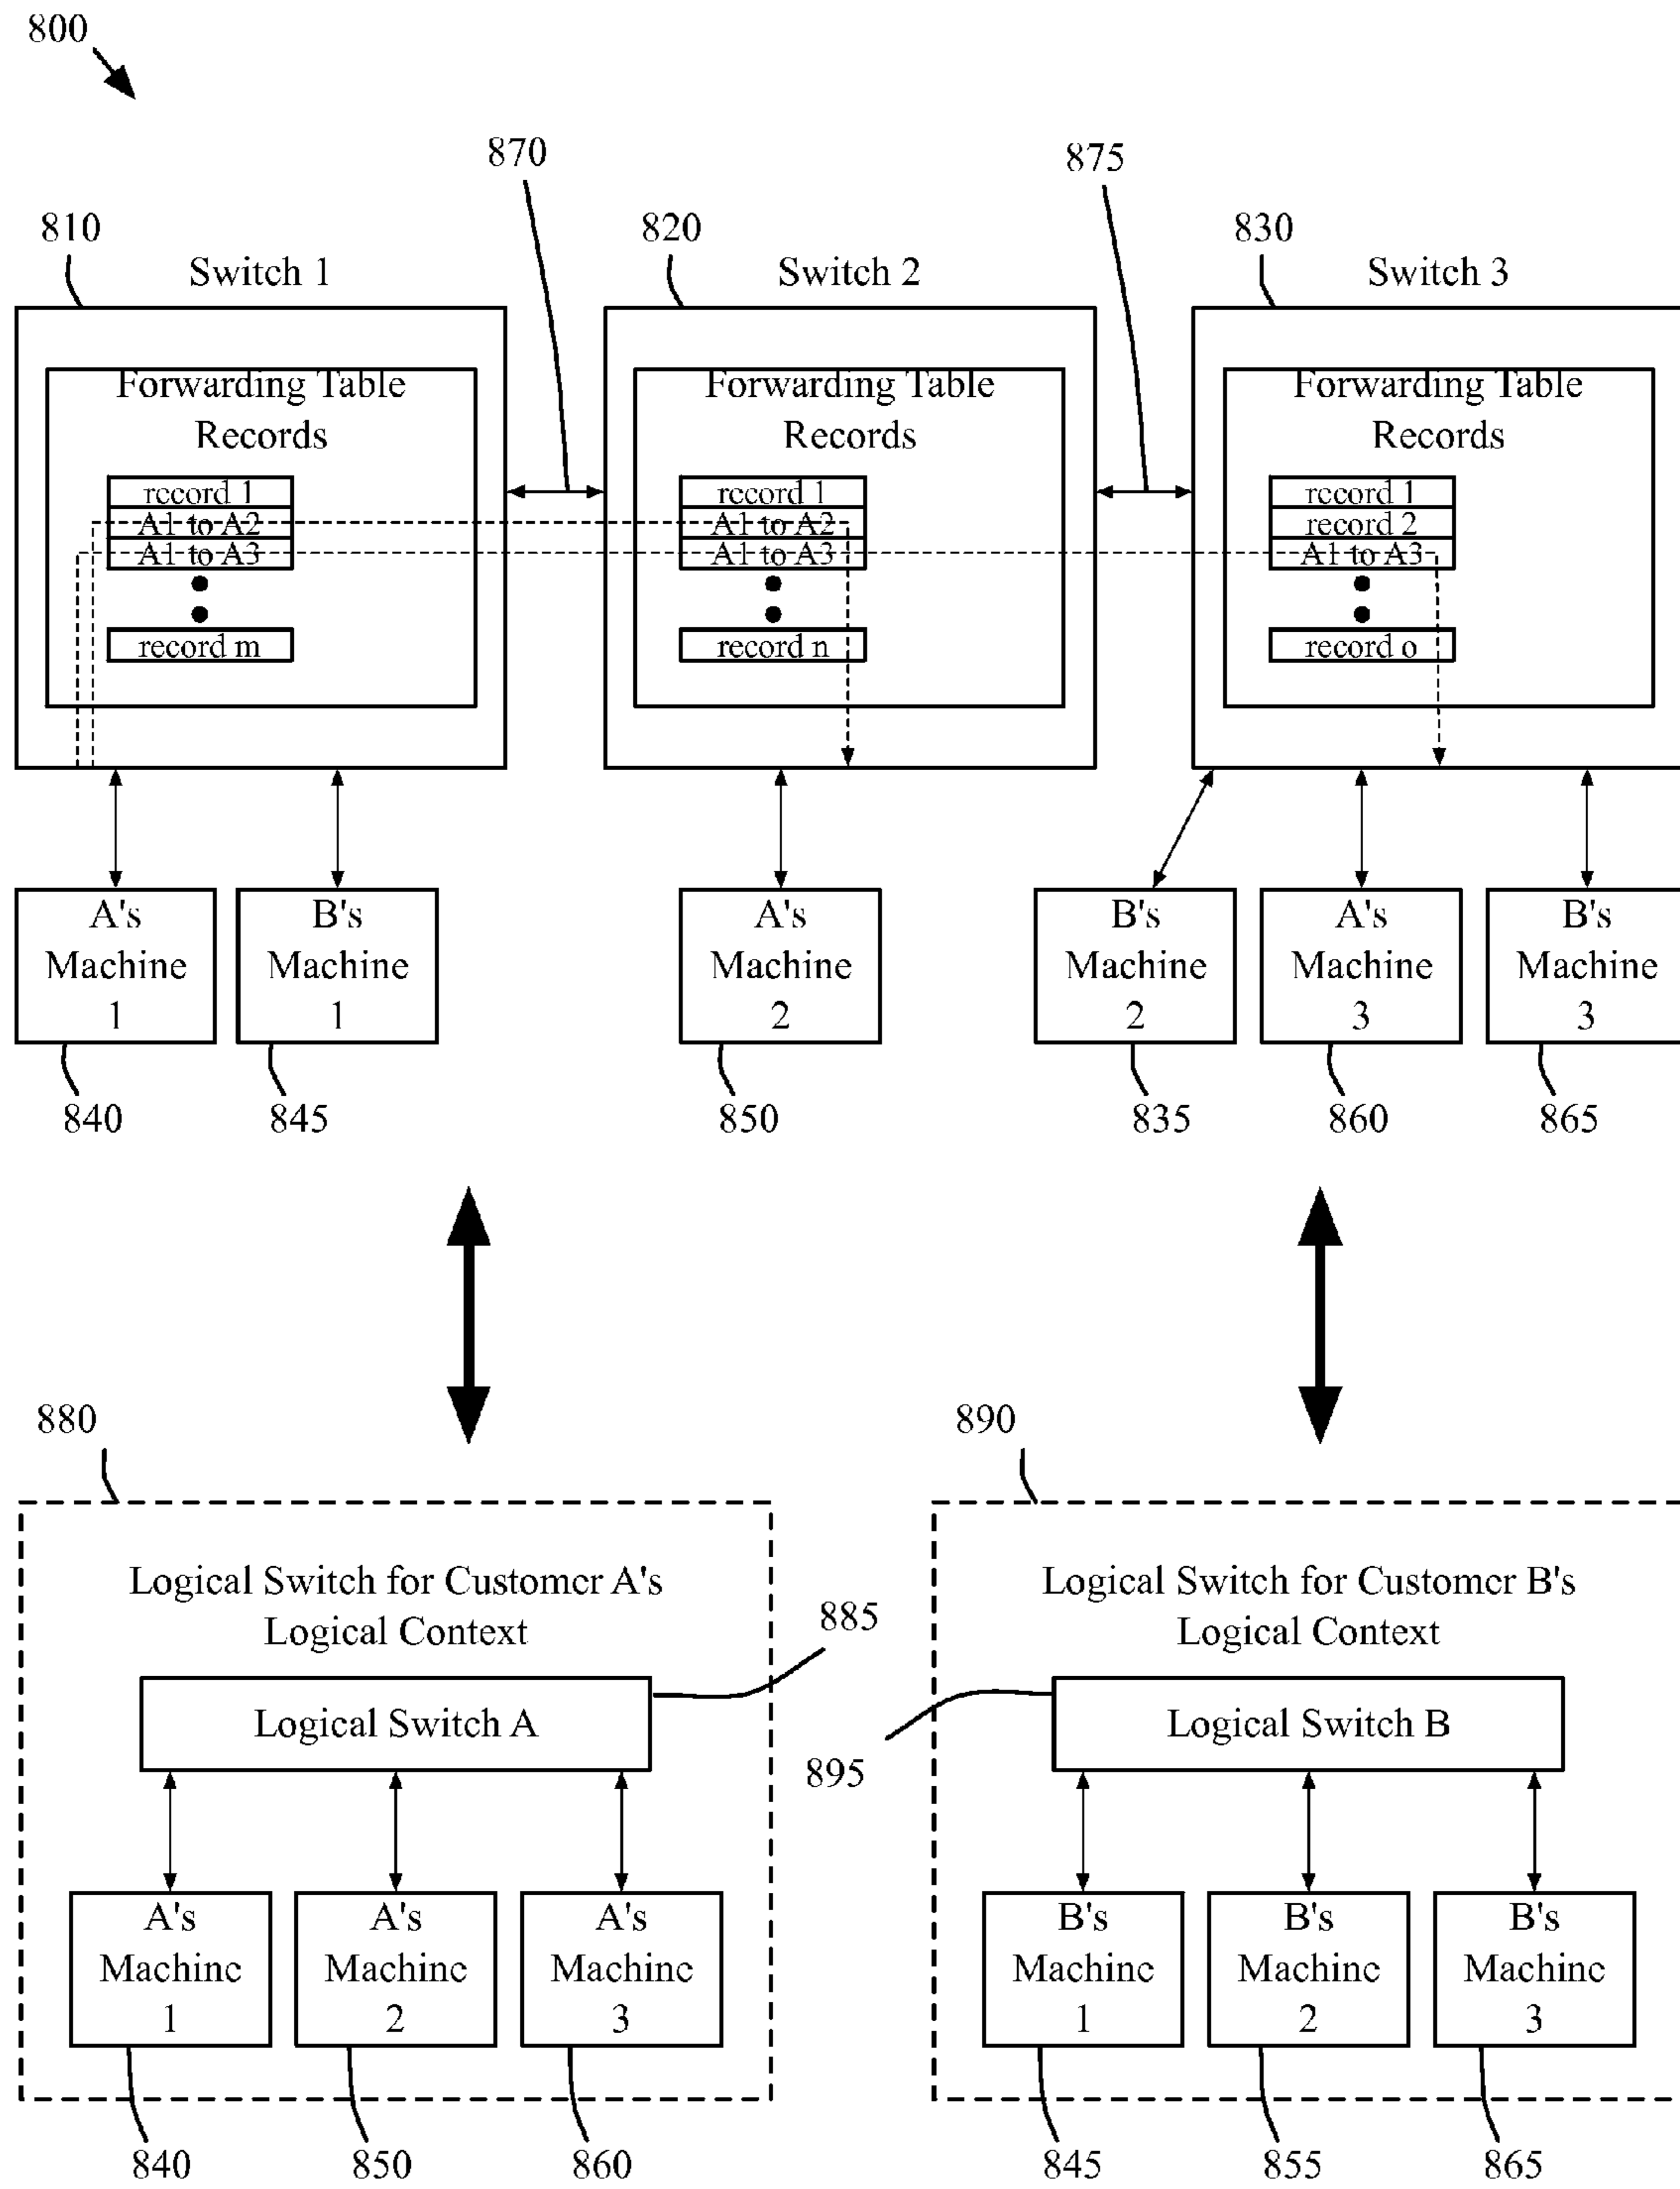 800
870
875
810
820
830
Switch 1
Switch 2
Switch 3
Forwarding Table
Records
record 1
A1 to A2
A1 to A3
record m
Forwarding Table
Records
record 1
A1 to A2
A1 to A3
record n
Forwarding Table
Records
record 1
record 2
A1 to A3
record o
A's
Machine
1
B's
Machine
1
A's
Machine
2
B's
Machine
2
A's
Machine
3
B's
Machine
3
840
845
850
835
860
865
880
890
Logical Switch for Customer A's
Logical Context
885
Logical Switch A
A's
Machine
1
A's
Machine
2
A's
Machine
3
840
850
860
Logical Switch for Customer B's
Logical Context
895
Logical Switch B
B's
Machine
1
B's
Machine
2
B's
Machine
3
845
855
865